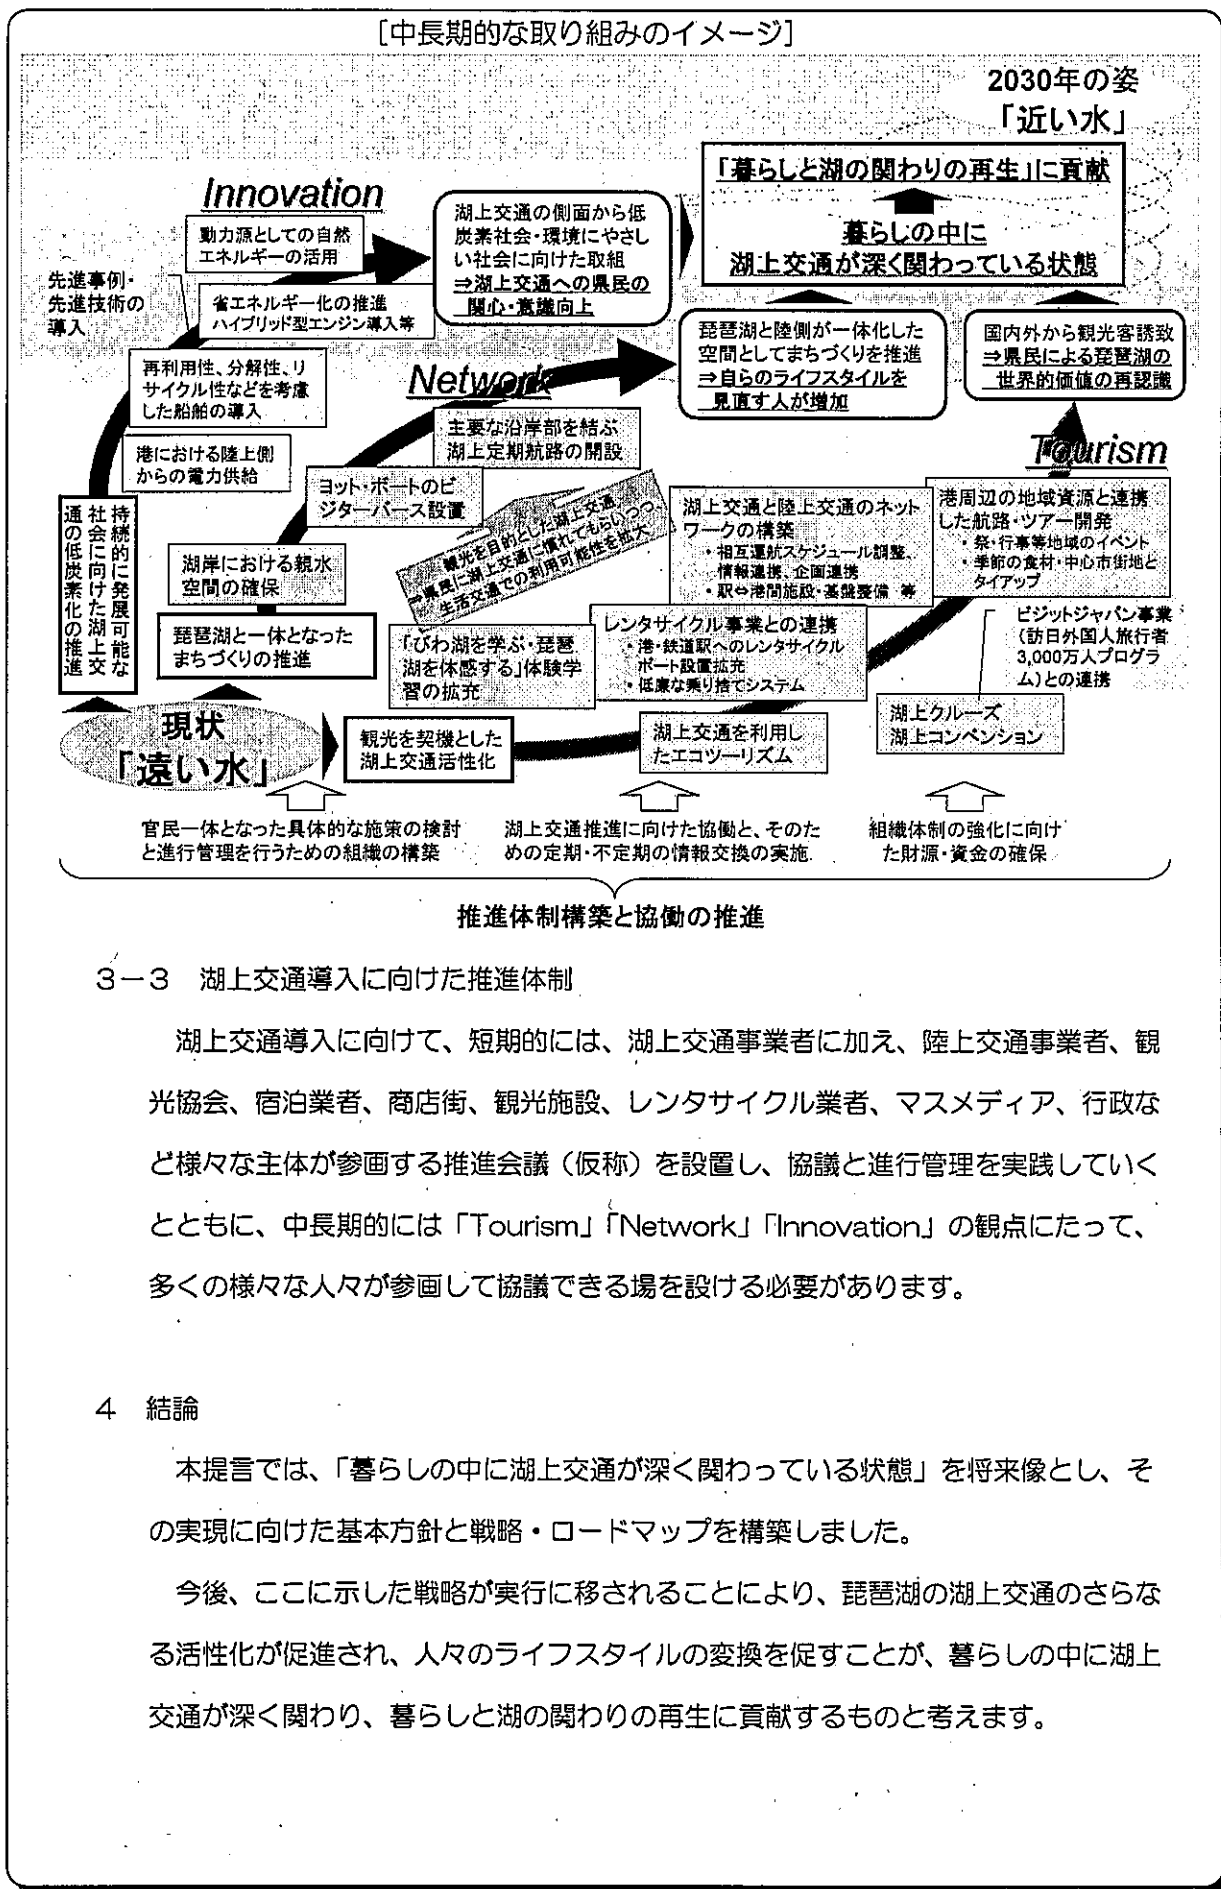 [中長期的な取り組みのイメージ]
2030年の姿
「近い水」
「暮らしと湖の関わりの再生」に貢献
暮らしの中に
湖上交通が深く関わっている状態
Innovation
動力源としての自然
エネルギーの活用
先進事例・
先進技術の
導入
省エネルギー化の推進
ハイブリッド型エンジン導入等
再利用性、分解性、リ
サイクル性などを考慮
した船舶の導入
港における陸上側
からの電力供給
持続的に発展可能な
社会に向けた湖上交
通の低炭素化の推進
湖上交通の側面から低
炭素社会・環境にやさし
い社会に向けた取組
⇒湖上交通への県民の
関心・意識向上
Network
琵琶湖と陸側が一体化した
空間としてまちづくりを推進
⇒自らのライフスタイルを
見直す人が増加
国内外から観光客誘致
⇒県民による琵琶湖の
世界的価値の再認識
主要な沿岸部を結ぶ
湖上定期航路の開設
ヨット・ボートのビ
ジターバース設置
湖岸における親水
空間の確保
琵琶湖と一体となった
まちづくりの推進
観光を目的とした湖上交通
⇒県民に湖上交通に慣れてもらいつつ、
生活交通での利用可能性を拡大
「びわ湖を学ぶ・琵琶
湖を体感する」体験学
習の拡充
Tourism
湖上交通と陸上交通のネット
ワークの構築
・相互運航スケジュール調整、
情報連携、企画連携
・駅⇔港間施設・基盤整備 等
レンタサイクル事業との連携
・港・鉄道駅へのレンタサイクル
ポート設置拡充
・低廉な乗り捨てシステム
港周辺の地域資源と連携
した航路・ツアー開発
・祭・行事等地域のイベント
・季節の食材・中心市街地と
タイアップ
ビジットジャパン事業
(訪日外国人旅行者
3,000万人プログラ
ム)との連携
湖上クルーズ
湖上コンベンション
湖上交通を利用し
たエコツーリズム
現状
「遠い水」
観光を契機とした
湖上交通活性化
官民一体となった具体的な施策の検討
と進行管理を行うための組織の構築
湖上交通推進に向けた協働と、そのた
めの定期・不定期の情報交換の実施
組織体制の強化に向け
た財源・資金の確保
推進体制構築と協働の推進
3-3 湖上交通導入に向けた推進体制
湖上交通導入に向けて、短期的には、湖上交通事業者に加え、陸上交通事業者、観
光協会、宿泊業者、商店街、観光施設、レンタサイクル業者、マスメディア、行政な
ど様々な主体が参画する推進会議(仮称)を設置し、協議と進行管理を実践していく
とともに、中長期的には「Tourism」「Network」「Innovation」の観点にたって、
多くの様々な人々が参画して協議できる場を設ける必要があります。
4 結論
本提言では、「暮らしの中に湖上交通が深く関わっている状態」を将来像とし、そ
の実現に向けた基本方針と戦略・ロードマップを構築しました。
今後、ここに示した戦略が実行に移されることにより、琵琶湖の湖上交通のさらな
る活性化が促進され、人々のライフスタイルの変換を促すことが、暮らしの中に湖上
交通が深く関わり、暮らしと湖の関わりの再生に貢献するものと考えます。